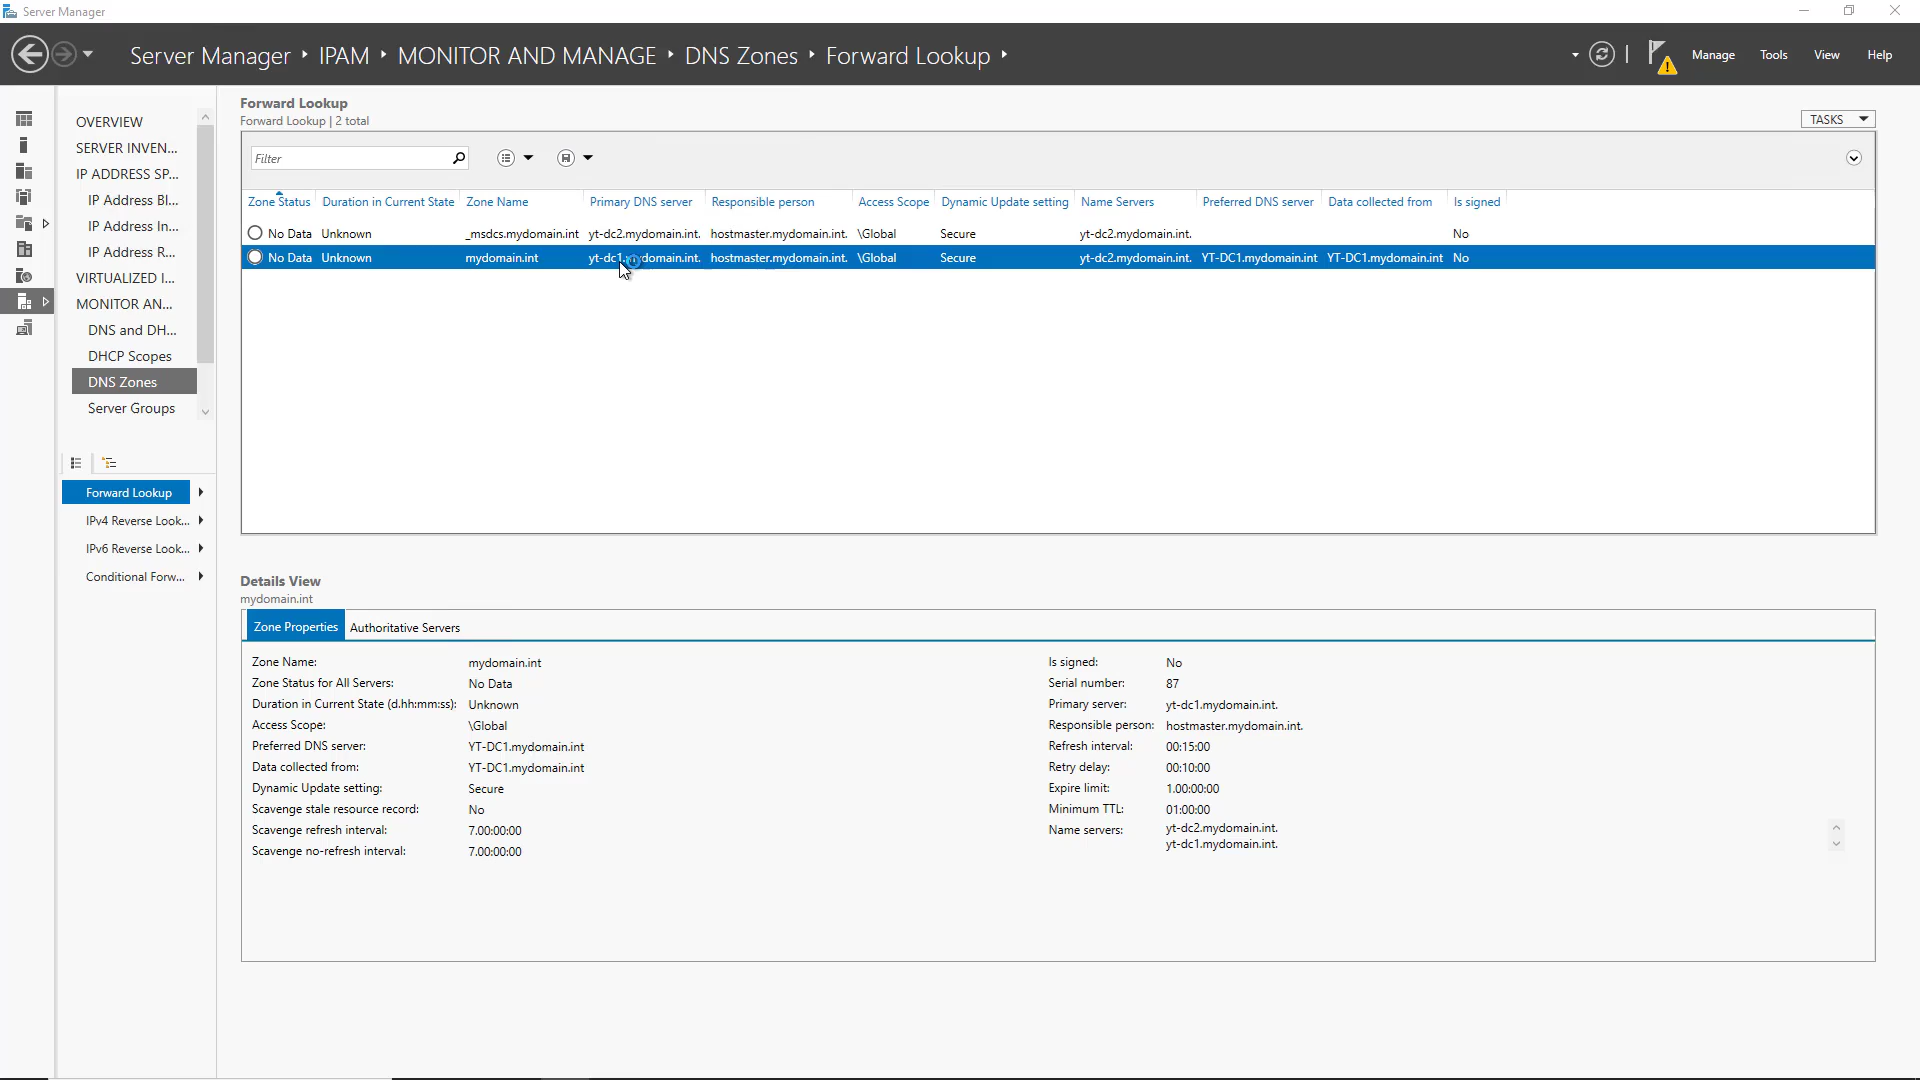 Server Manager
Server Manager ‣ IPAM ‣ MONITOR AND MANAGE ‣ DNS Zones ‣ Forward Lookup ‣
Manage Tools View Help
OVERVIEW
SERVER INVEN...
IP ADDRESS SP...
IP Address Bl...
IP Address In...
IP Address R...
VIRTUALIZED I...
MONITOR AN...
DNS and DH...
DHCP Scopes
DNS Zones
Server Groups
Forward Lookup
IPv4 Reverse Look...
IPv6 Reverse Look...
Conditional Forw...
Forward Lookup
Forward Lookup | 2 total
TASKS
Filter
Zone Status Duration in Current State Zone Name Primary DNS server Responsible person Access Scope Dynamic Update setting Name Servers Preferred DNS server Data collected from Is signed
No Data Unknown _msdcs.mydomain.int yt-dc2.mydomain.int. hostmaster.mydomain.int. \Global Secure yt-dc2.mydomain.int. No
No Data Unknown mydomain.int yt-dc1.mydomain.int. hostmaster.mydomain.int. \Global Secure yt-dc2.mydomain.int. YT-DC1.mydomain.int YT-DC1.mydomain.int No
Details View
mydomain.int
Zone Properties Authoritative Servers
Zone Name: mydomain.int
Zone Status for All Servers: No Data
Duration in Current State (d.hh:mm:ss): Unknown
Access Scope: \Global
Preferred DNS server: YT-DC1.mydomain.int
Data collected from: YT-DC1.mydomain.int
Dynamic Update setting: Secure
Scavenge stale resource record: No
Scavenge refresh interval: 7.00:00:00
Scavenge no-refresh interval: 7.00:00:00
Is signed: No
Serial number: 87
Primary server: yt-dc1.mydomain.int.
Responsible person: hostmaster.mydomain.int.
Refresh interval: 00:15:00
Retry delay: 00:10:00
Expire limit: 1.00:00:00
Minimum TTL: 01:00:00
Name servers: yt-dc2.mydomain.int.
yt-dc1.mydomain.int.